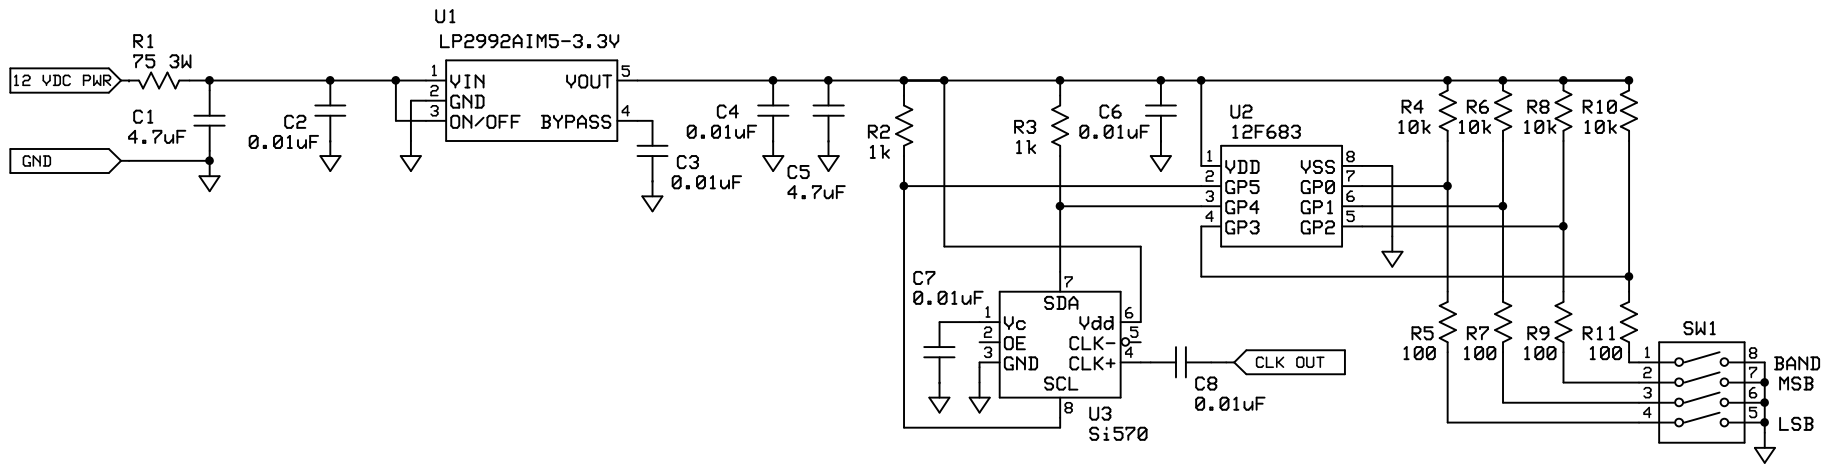 U1
LP2992AIM5-3.3V
R1
75 3W
12 VDC PWR
1 VIN VOUT 5
2 GND
3 ON/OFF BYPASS 4
C1
4.7uF
C2
0.01uF
GND
C3
0.01uF
C4
0.01uF
C5
4.7uF
R2
1k
R3
1k
C6
0.01uF
U2
12F683
1 VDD VSS 8
2 GP5 GP0 7
3 GP4 GP1 6
4 GP3 GP2 5
R4
10k
R6
10k
R8
10k
R10
10k
C7
0.01uF
7
SDA
1 Vc Vdd 6
2 OE CLK- 5
3 GND CLK+ 4
SCL
8
U3
Si570
C8
0.01uF
CLK OUT
R5
100
R7
100
R9
100
R11
100
SW1
1 8 BAND
2 7 MSB
3 6
4 5 LSB